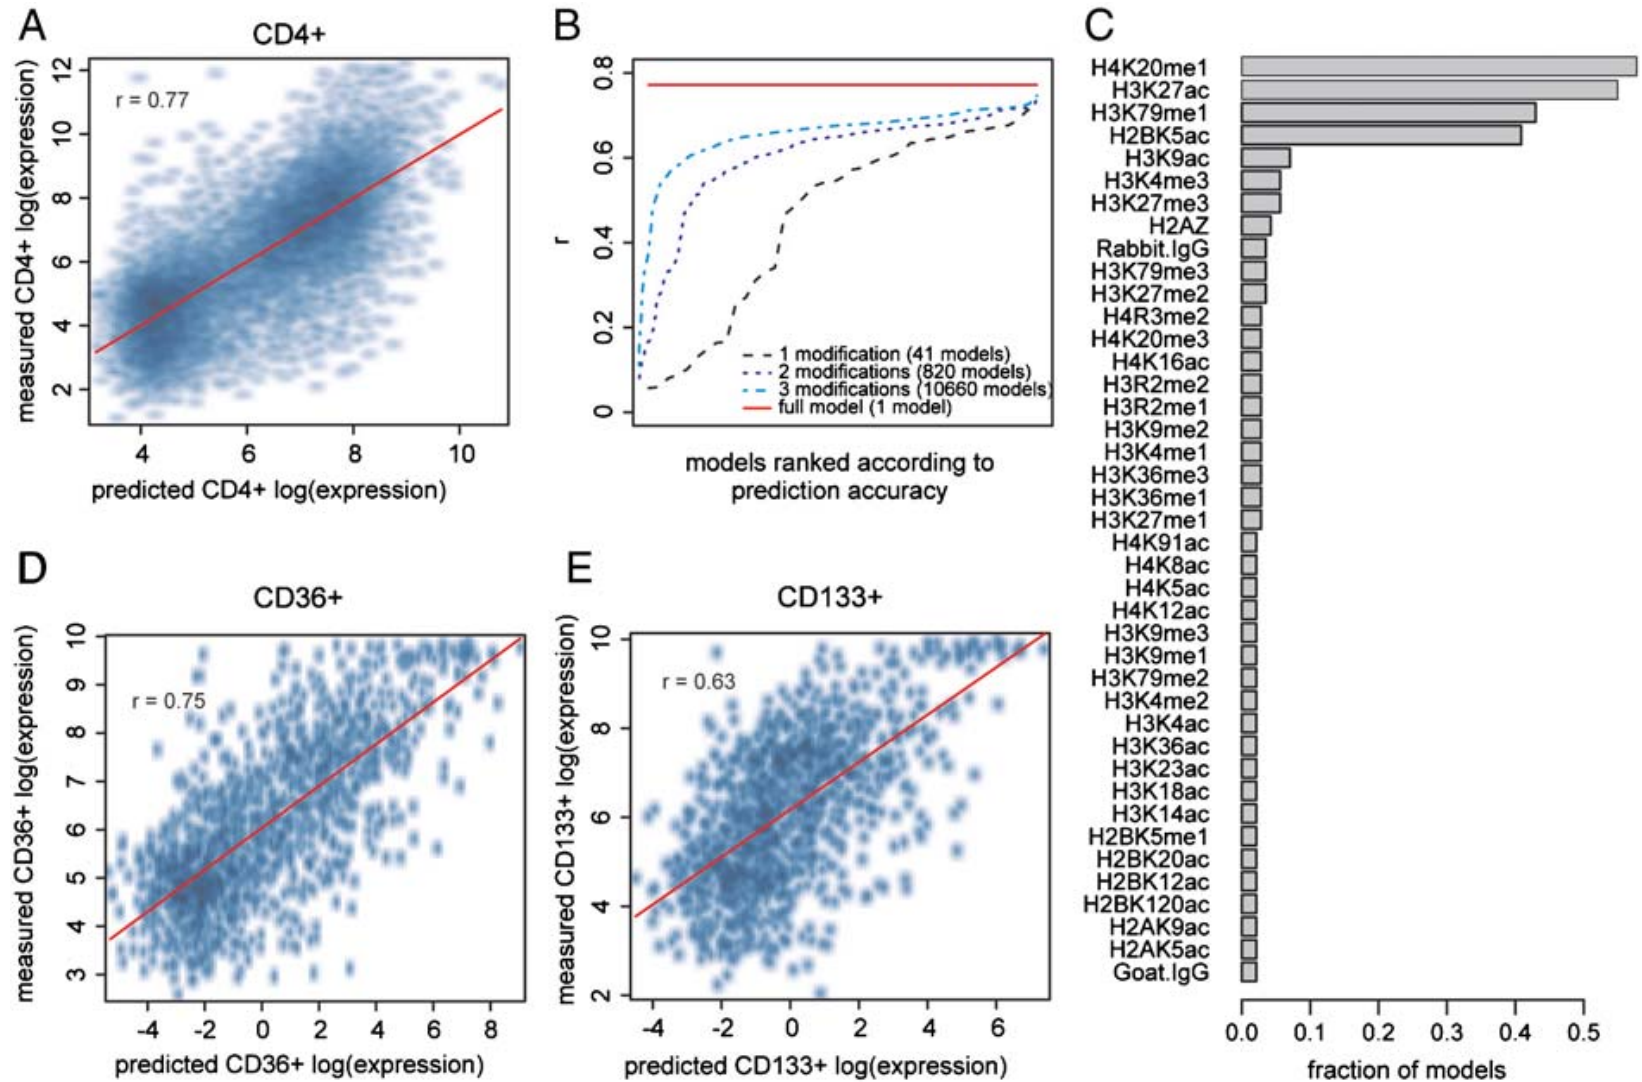 A
CD4+
r = 0.77
measured CD4+ log(expression)
12
10
8
6
4
2
4
6
8
10
predicted CD4+ log(expression)
B
r
0.8
0.6
0.4
0.2
0
1 modification (41 models)
2 modifications (820 models)
3 modifications (10660 models)
full model (1 model)
models ranked according to
prediction accuracy
C
H4K20me1
H3K27ac
H3K79me1
H2BK5ac
H3K9ac
H3K4me3
H3K27me3
H2AZ
Rabbit.IgG
H3K79me3
H3K27me2
H4R3me2
H4K20me3
H4K16ac
H3R2me2
H3R2me1
H3K9me2
H3K4me1
H3K36me3
H3K36me1
H3K27me1
H4K91ac
H4K8ac
H4K5ac
H4K12ac
H3K9me3
H3K9me1
H3K79me2
H3K4me2
H3K4ac
H3K36ac
H3K23ac
H3K18ac
H3K14ac
H2BK5me1
H2BK20ac
H2BK12ac
H2BK120ac
H2AK9ac
H2AK5ac
Goat.IgG
0.0 0.1 0.2 0.3 0.4 0.5
fraction of models
D
CD36+
r = 0.75
measured CD36+ log(expression)
10
9
8
7
6
5
4
3
-4 -2 0 2 4 6 8
predicted CD36+ log(expression)
E
CD133+
r = 0.63
measured CD133+ log(expression)
10
8
6
4
2
-4 -2 0 2 4 6
predicted CD133+ log(expression)